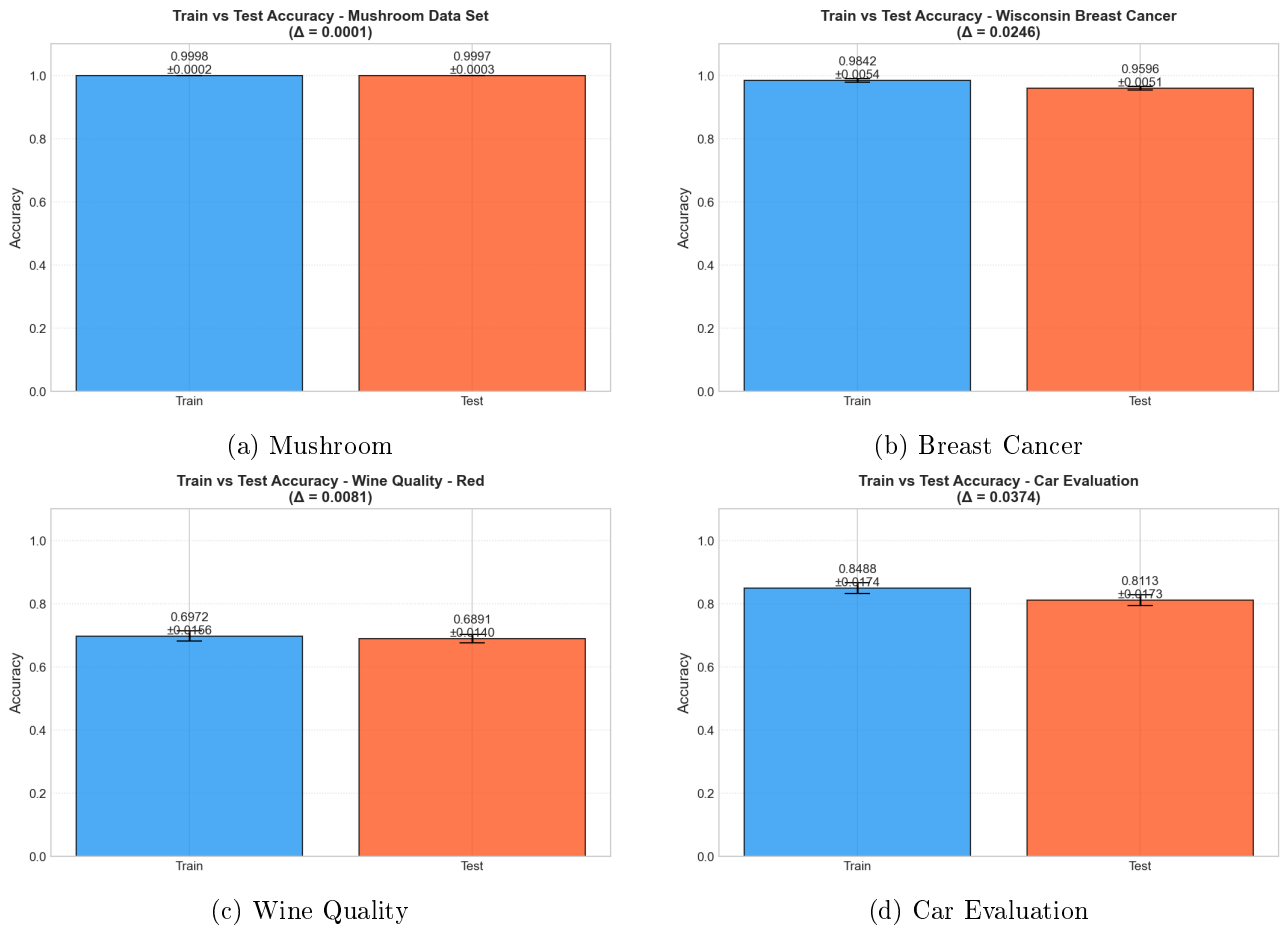 Train vs Test Accuracy - Mushroom Data Set
(Δ = 0.0001)
0.9998
±0.0002
0.9997
±0.0003
1.0
0.8
0.6
0.4
0.2
0.0
Accuracy
Train
Test
(a) Mushroom
Train vs Test Accuracy - Wisconsin Breast Cancer
(Δ = 0.0246)
0.9842
±0.0054
0.9596
±0.0051
1.0
0.8
0.6
0.4
0.2
0.0
Accuracy
Train
Test
(b) Breast Cancer
Train vs Test Accuracy - Wine Quality - Red
(Δ = 0.0081)
1.0
0.8
0.6972
±0.0156
0.6891
±0.0140
0.6
0.4
0.2
0.0
Accuracy
Train
Test
(c) Wine Quality
Train vs Test Accuracy - Car Evaluation
(Δ = 0.0374)
1.0
0.8488
±0.0174
0.8113
±0.0173
0.8
0.6
0.4
0.2
0.0
Accuracy
Train
Test
(d) Car Evaluation